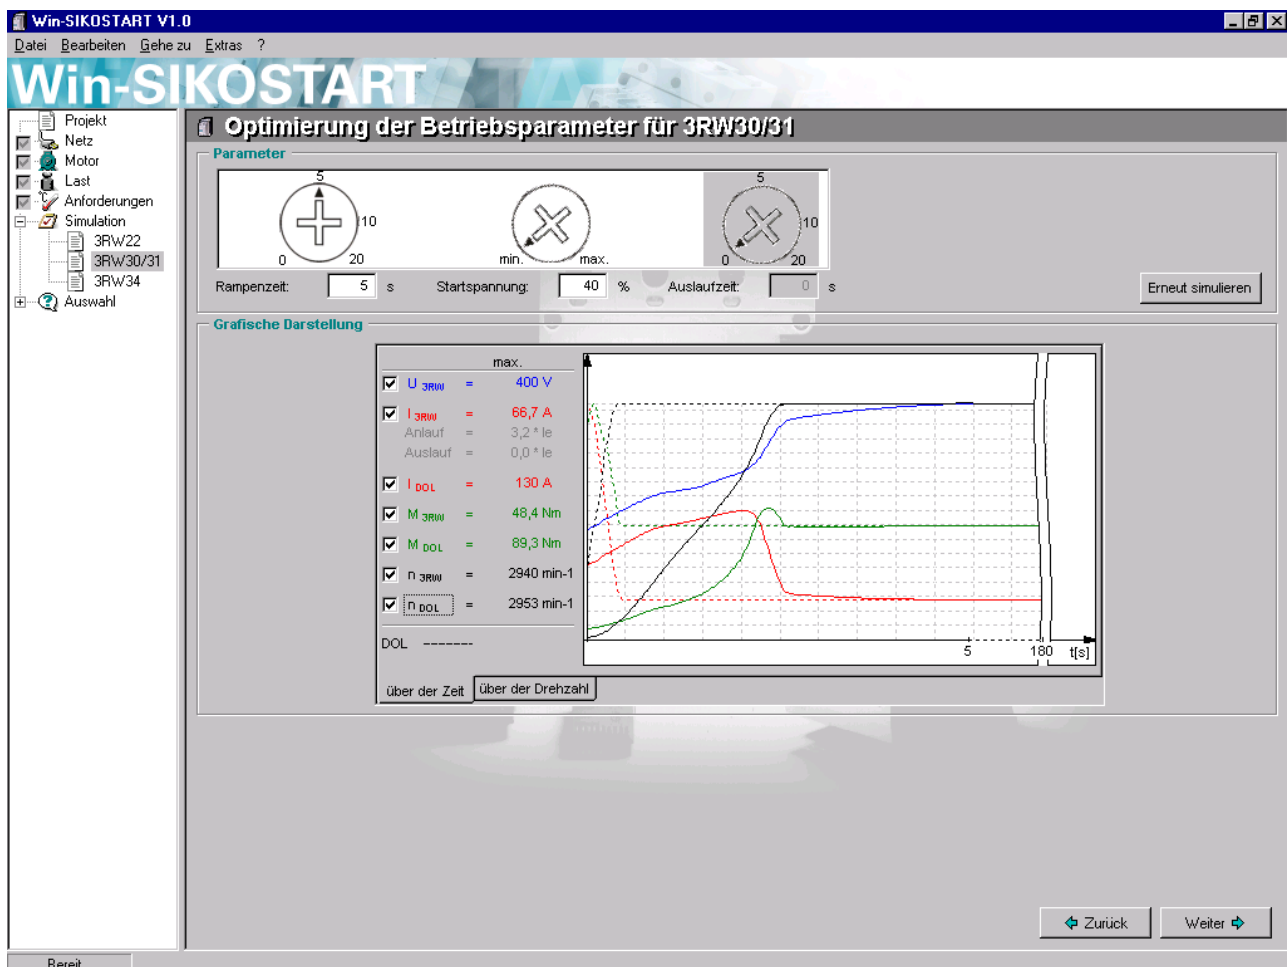 Win-SIKOSTART V1.0
Datei Bearbeiten Gehe zu Extras ?
Win-SIKOSTART
Projekt
Netz
Motor
Last
Anforderungen
Simulation
3RW22
3RW30/31
3RW34
Auswahl
Optimierung der Betriebsparameter für 3RW30/31
Parameter
5 5
10 10
0 20 min. max. 0 20
Rampenzeit: 5 s Startspannung: 40 % Auslaufzeit: 0 s
Erneut simulieren
Grafische Darstellung
max.
U 3RW = 400 V
I 3RW = 66,7 A
Anlauf = 3,2 * Ie
Auslauf = 0,0 * Ie
I DOL = 130 A
M 3RW = 48,4 Nm
M DOL = 89,3 Nm
n 3RW = 2940 min-1
n DOL = 2953 min-1
DOL -------
5 180 t[s]
über der Zeit über der Drehzahl
Zurück Weiter
Bereit